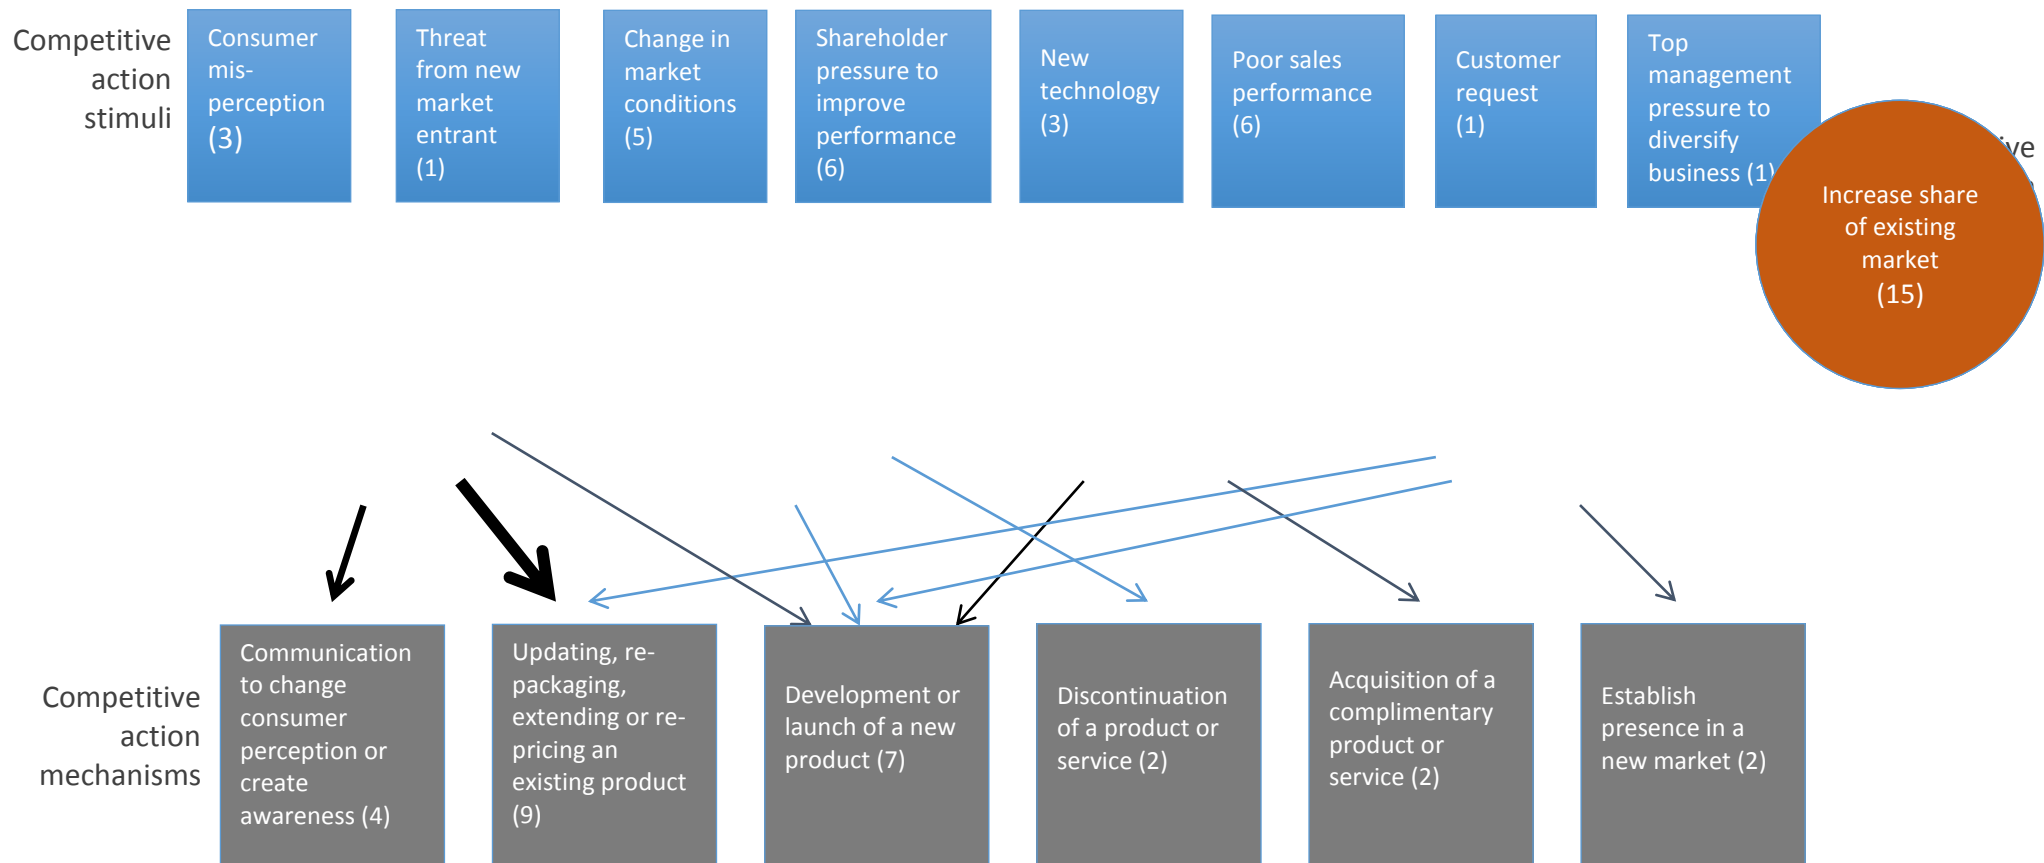 Competitive
action
stimuli
Consumer
mis-
perception
(3)
Threat
from new
market
entrant
(1)
Change in
market
conditions
(5)
Shareholder
pressure to
improve
performance
(6)
New
technology
(3)
Poor sales
performance
(6)
Customer
request
(1)
Top
management
pressure to
diversify
business (1)
Increase share
of existing
market
(15)
Competitive
action
mechanisms
Communication
to change
consumer
perception or
create
awareness (4)
Updating, re-
packaging,
extending or re-
pricing an
existing product
(9)
Development or
launch of a new
product (7)
Discontinuation
of a product or
service (2)
Acquisition of a
complimentary
product or
service (2)
Establish
presence in a
new market (2)